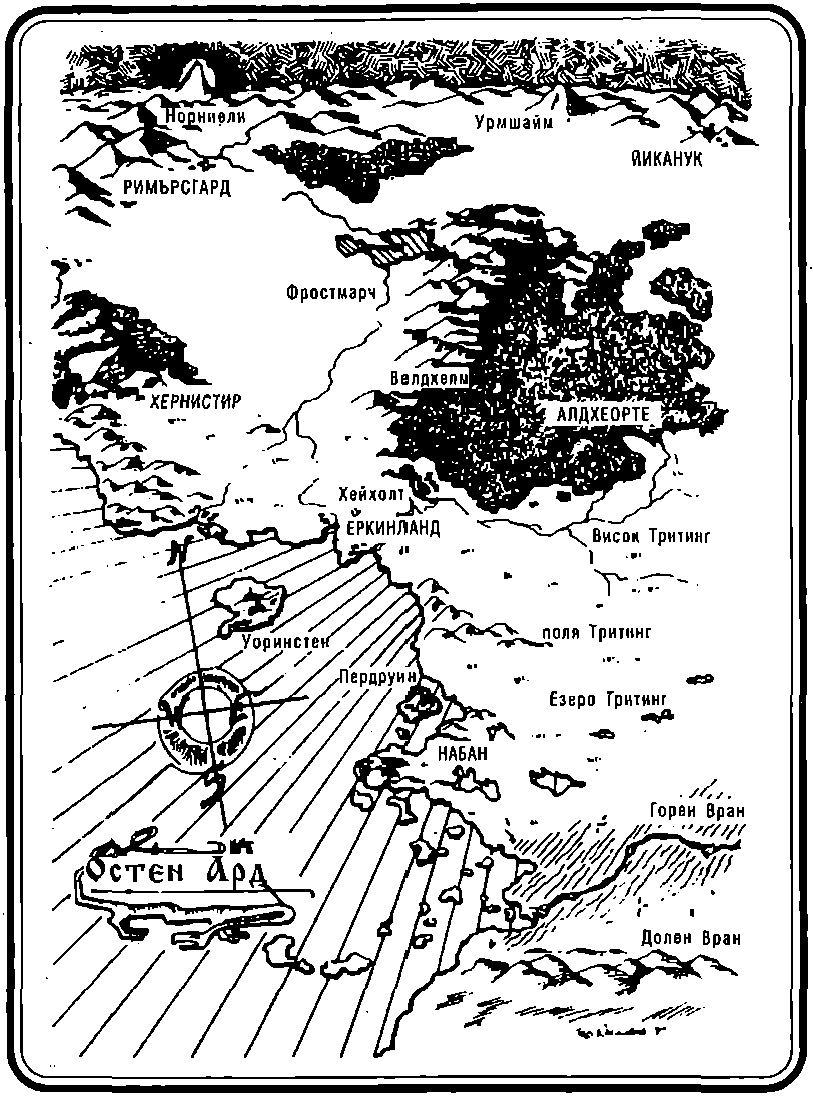 Норниели
Урмшайм
ЙИКАНУК
РИМЪРСГАРД
Фростмарч
Велдхелм
ХЕРНИСТИР
АЛДХЕОРТЕ
Хейхолт
ЕРКИНЛАНД
Висок Тритинг
Уоринстен
поля Тритинг
Пердруин
Езеро Тритинг
НАБАН
Горен Вран
Остен Ард
Долен Вран